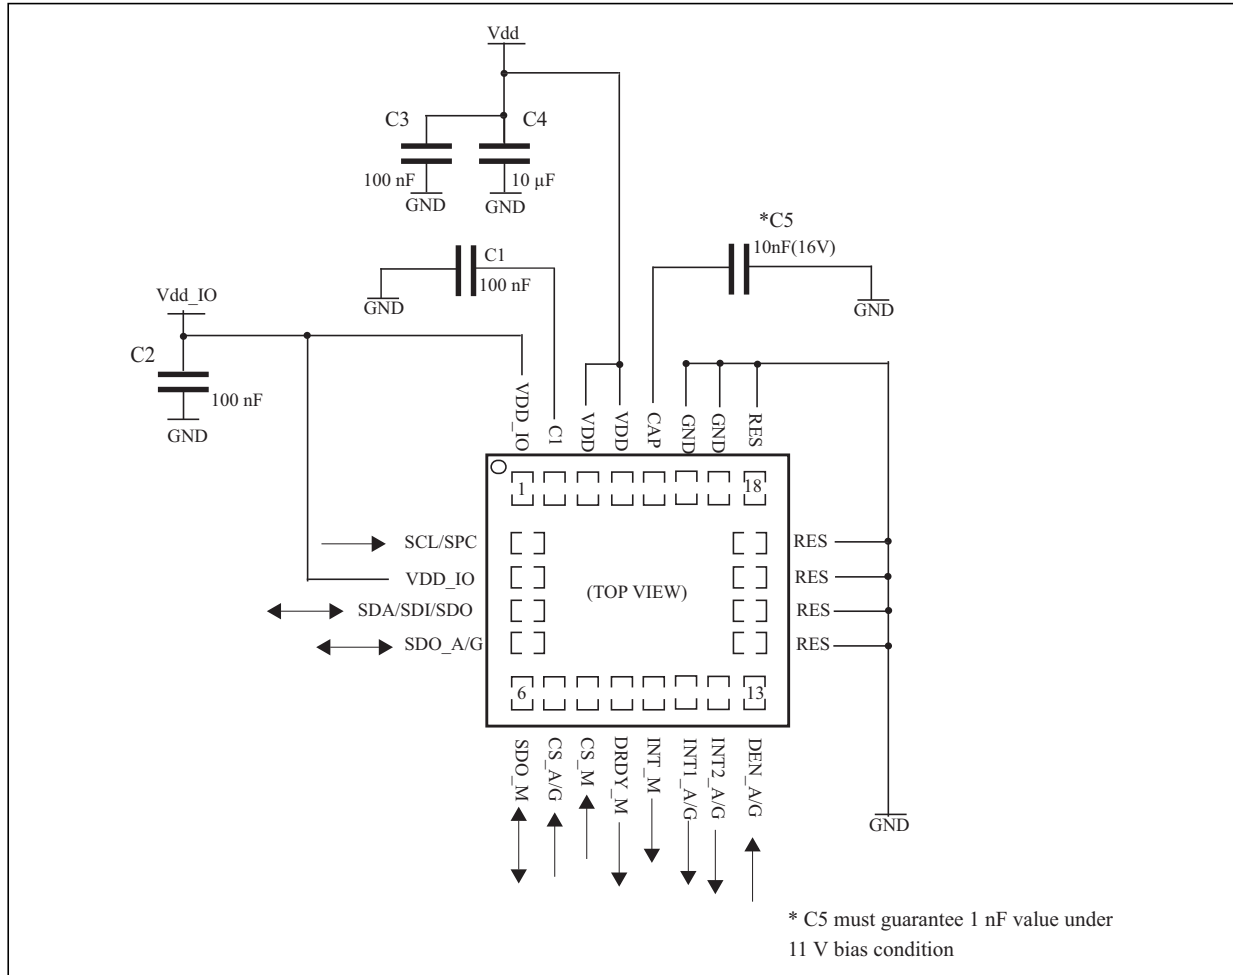 Vdd
C3
C4
100 nF
10 µF
GND
GND
*C5
10nF(16V)
C1
100 nF
GND
GND
Vdd_IO
C2
100 nF
GND
VDD_IO
C1
VDD
VDD
CAP
GND
GND
RES
1
18
SCL/SPC
RES
VDD_IO
(TOP VIEW)
RES
SDA/SDI/SDO
RES
SDO_A/G
RES
6
13
SDO_M
CS_A/G
CS_M
DRDY_M
INT_M
INT1_A/G
INT2_A/G
DEN_A/G
GND
* C5 must guarantee 1 nF value under
11 V bias condition